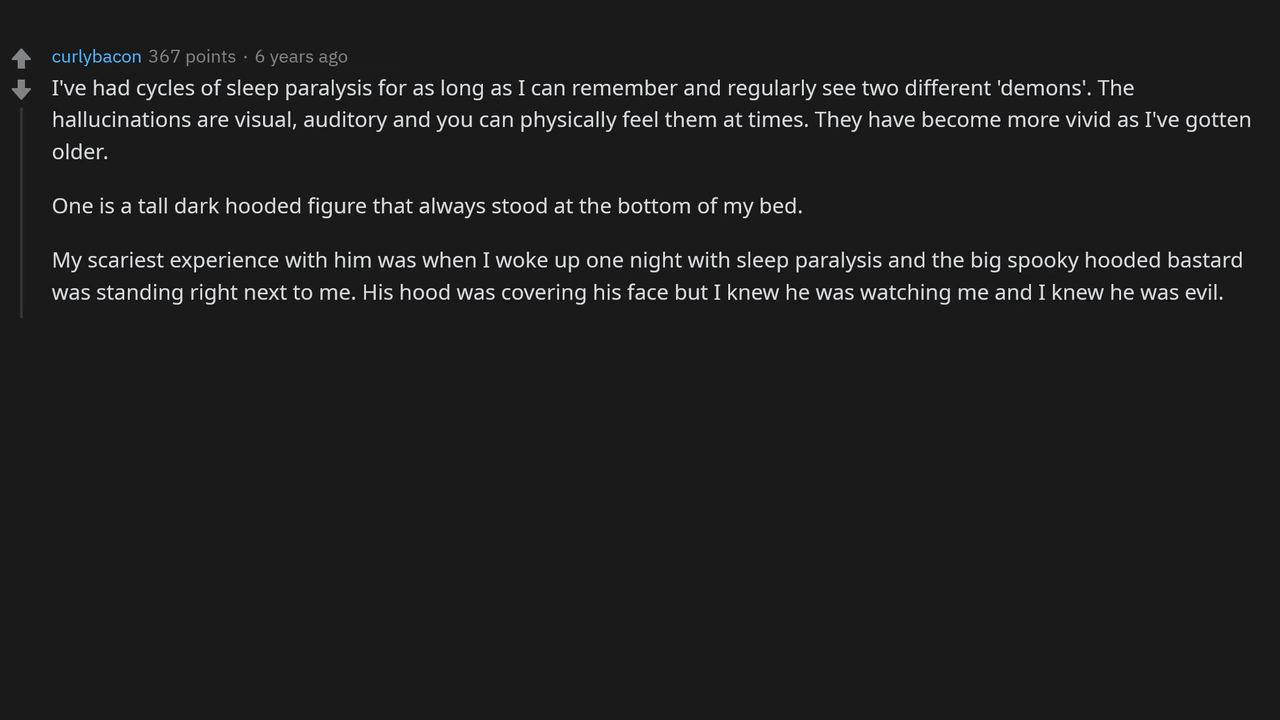 curlybacon 367 points · 6 years ago
I've had cycles of sleep paralysis for as long as I can remember and regularly see two different 'demons'. The
hallucinations are visual, auditory and you can physically feel them at times. They have become more vivid as I've gotten
older.
One is a tall dark hooded figure that always stood at the bottom of my bed.
My scariest experience with him was when I woke up one night with sleep paralysis and the big spooky hooded bastard
was standing right next to me. His hood was covering his face but I knew he was watching me and I knew he was evil.